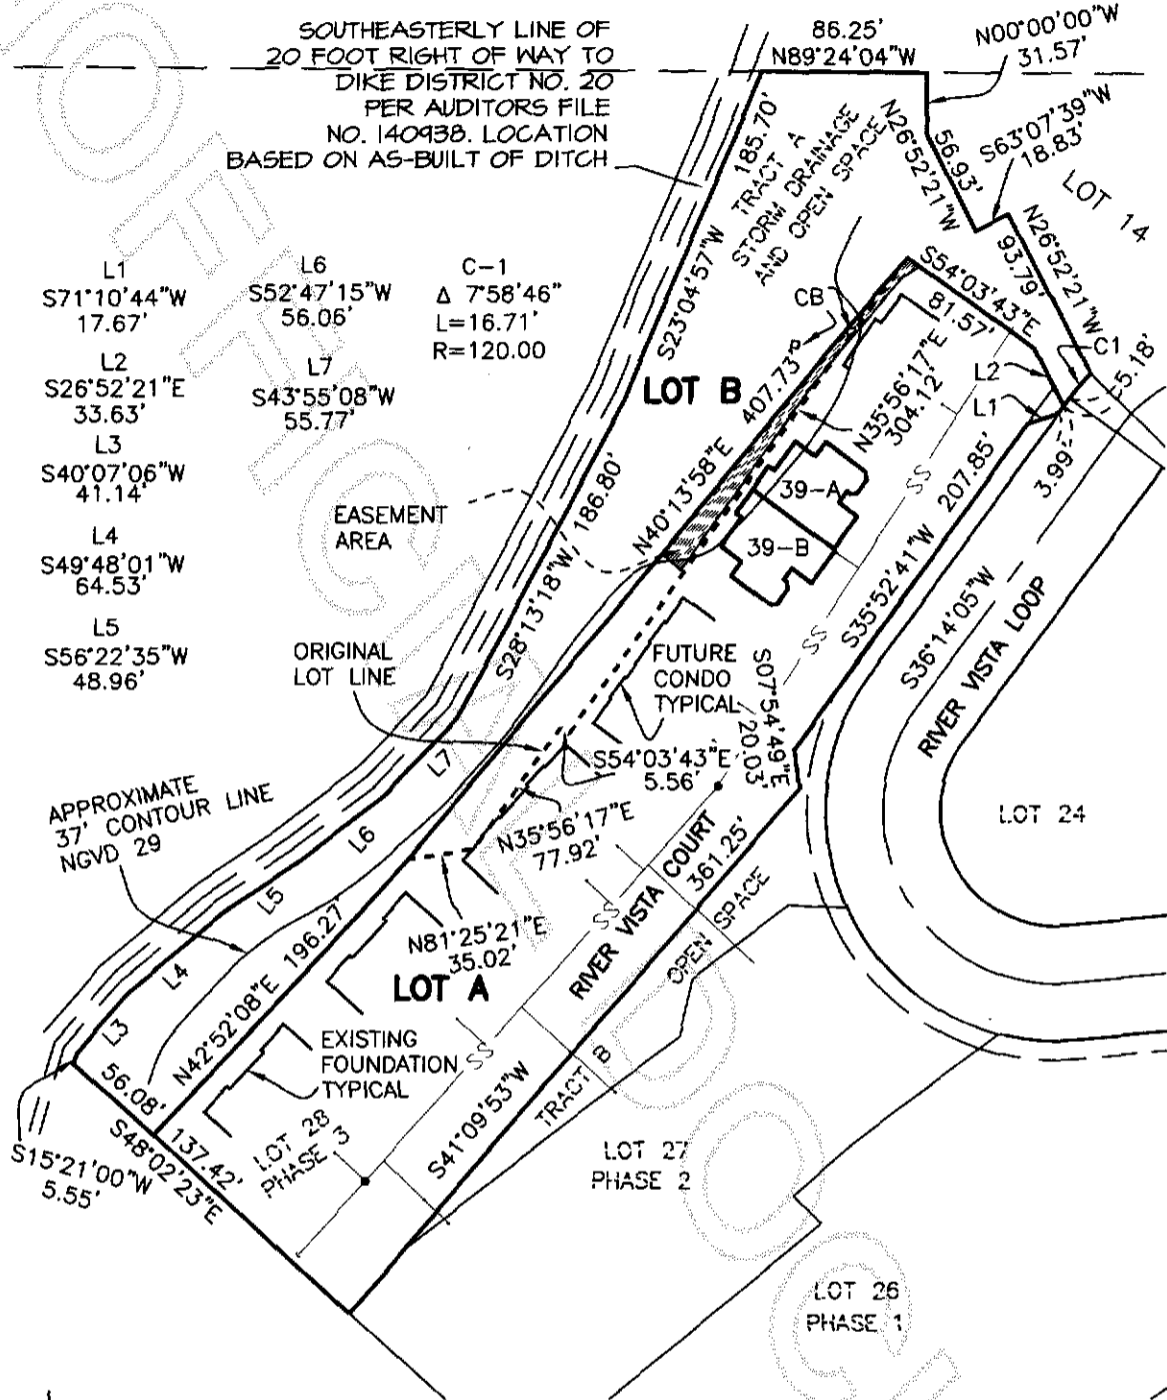 SOUTHEASTERLY LINE OF
20 FOOT RIGHT OF WAY TO
DIKE DISTRICT NO. 20
PER AUDITORS FILE
NO. 140938. LOCATION
BASED ON AS-BUILT OF DITCH
86.25'
N89°24'04"W
N00°00'00"W
31.57'
S63°07'39"W
18.83'
56.93'
N26°52'21"W
LOT 14
N26°52'21"W
93.79'
185.70'
S23°04'57"W
TRACT A
STORM DRAINAGE
AND OPEN SPACE
L1
S71°10'44"W
17.67'
L2
S26°52'21"E
33.63'
L3
S40°07'06"W
41.14'
L4
S49°48'01"W
64.53'
L5
S56°22'35"W
48.96'
L6
S52°47'15"W
56.06'
L7
S43°55'08"W
55.77'
C-1
Δ 7°58'46"
L=16.71'
R=120.00
S54°03'43"E
81.57'
CB
C1
5.18'
L2
L1
3.99'
LOT B
N40°13'58"E 407.73'
N35°56'17"E
304.12'
39-A
39-B
SS
S35°52'41"W 207.85'
SS
S36°14'05"W
RIVER VISTA LOOP
EASEMENT
AREA
S28°13'18"W 186.80'
ORIGINAL
LOT LINE
FUTURE
CONDO
TYPICAL
S07°54'49"E
20.03'
S54°03'43"E
5.56'
N35°56'17"E
77.92'
LOT 24
APPROXIMATE
37' CONTOUR LINE
NGVD 29
L7
L6
L5
L4
L3
N81°25'21"E
35.02'
LOT A
RIVER VISTA COURT
361.25'
OPEN SPACE
SS
SS
N42°52'08"E 196.27'
EXISTING
FOUNDATION
TYPICAL
S41°09'53"W
TRACT B
56.08'
S48°02'23"E
137.42'
S15°21'00"W
5.55'
LOT 28
PHASE 3
LOT 27
PHASE 2
LOT 26
PHASE 1